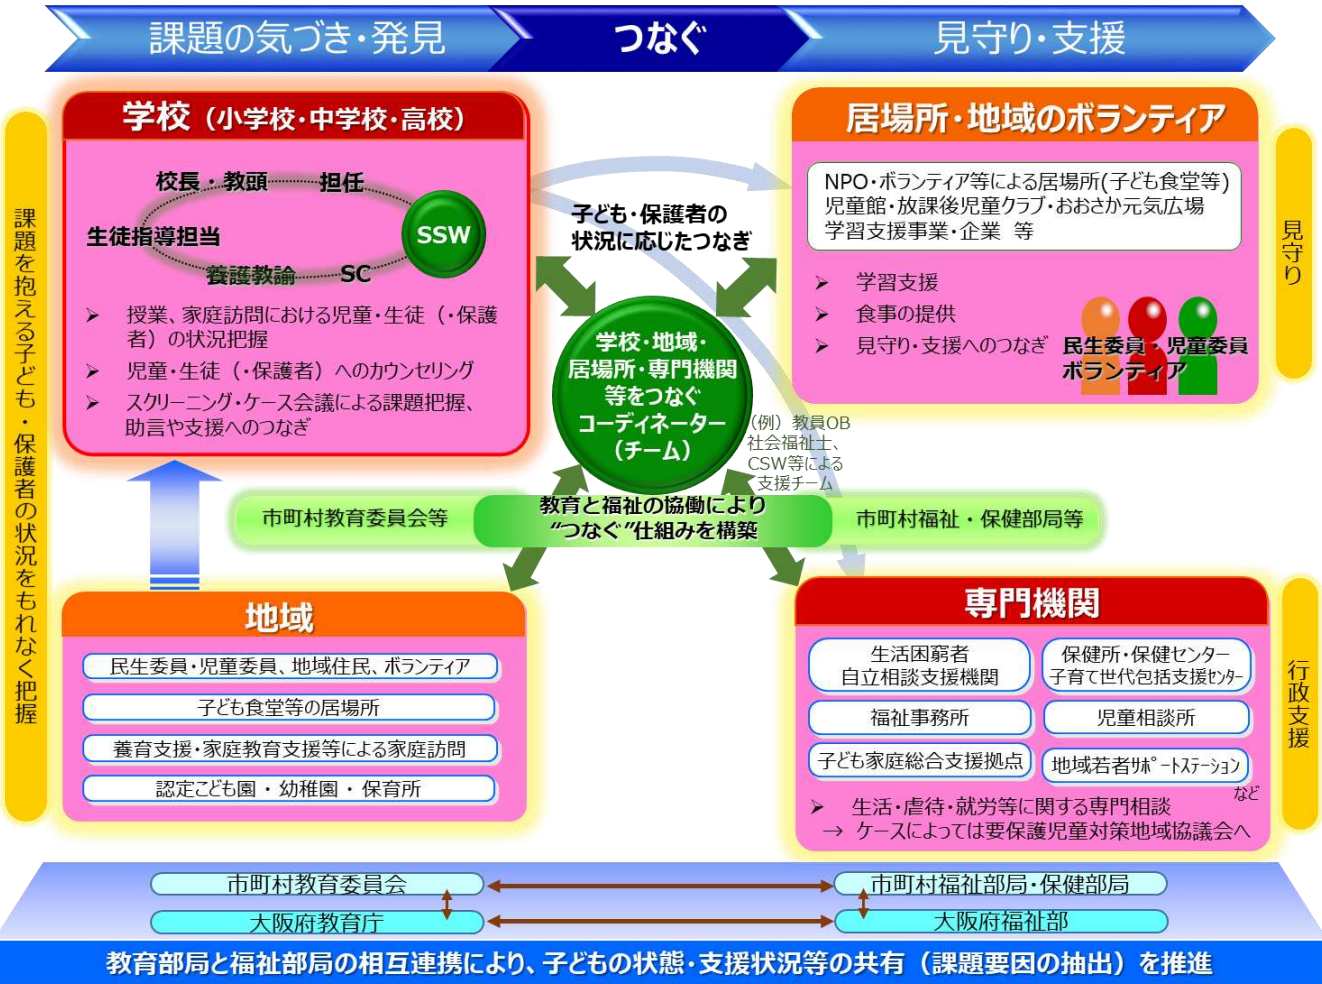 課題の気づき・発見
つなぐ
見守り・支援
課題を抱える子ども・保護者の状況をもれなく把握
学校（小学校・中学校・高校）
校長・教頭
担任
生徒指導担当
SSW
養護教諭
SC
➤ 授業、家庭訪問における児童・生徒（・保護
者）の状況把握
➤ 児童・生徒（・保護者）へのカウンセリング
➤ スクリーニング・ケース会議による課題把握、
助言や支援へのつなぎ
子ども・保護者の
状況に応じたつなぎ
学校・地域・
居場所・専門機関
等をつなぐ
コーディネーター
（チーム）
（例）教員OB
社会福祉士、
CSW等による
支援チーム
居場所・地域のボランティア
NPO・ボランティア等による居場所(子ども食堂等)
児童館・放課後児童クラブ・おおさか元気広場
学習支援事業・企業 等
➤ 学習支援
➤ 食事の提供
➤ 見守り・支援へのつなぎ
民生委員・児童委員
ボランティア
見守り
市町村教育委員会等
教育と福祉の協働により
“つなぐ”仕組みを構築
市町村福祉・保健部局等
地域
民生委員・児童委員、地域住民、ボランティア
子ども食堂等の居場所
養育支援・家庭教育支援等による家庭訪問
認定こども園・幼稚園・保育所
専門機関
生活困窮者
自立相談支援機関
保健所・保健センター
子育て世代包括支援ｾﾝﾀｰ
福祉事務所
児童相談所
子ども家庭総合支援拠点
地域若者ｻﾎﾟｰﾄｽﾃｰｼｮﾝ
など
➤ 生活・虐待・就労等に関する専門相談
→ ケースによっては要保護児童対策地域協議会へ
行政支援
市町村教育委員会
市町村福祉部局・保健部局
大阪府教育庁
大阪府福祉部
教育部局と福祉部局の相互連携により、子どもの状態・支援状況等の共有（課題要因の抽出）を推進